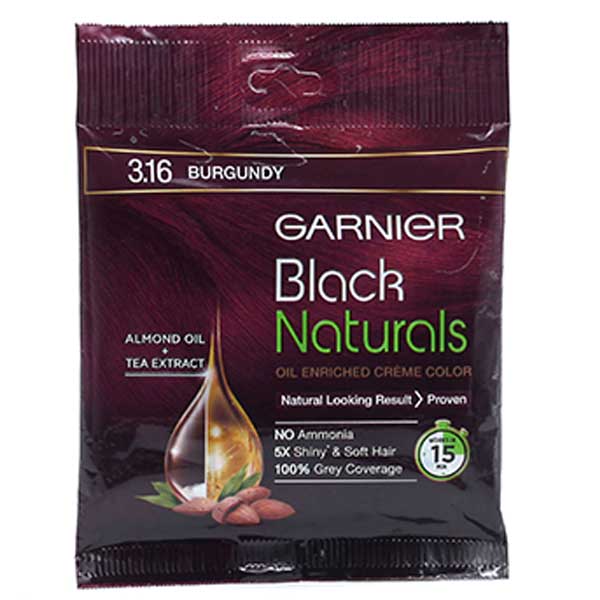 3.16 BURGUNDY
GARNIER
Black
Naturals
OIL ENRICHED CRÈME COLOR
ALMOND OIL
+
TEA EXTRACT
Natural Looking Result > Proven
NO Ammonia
5X Shiny* & Soft Hair
100% Grey Coverage
15
MIN